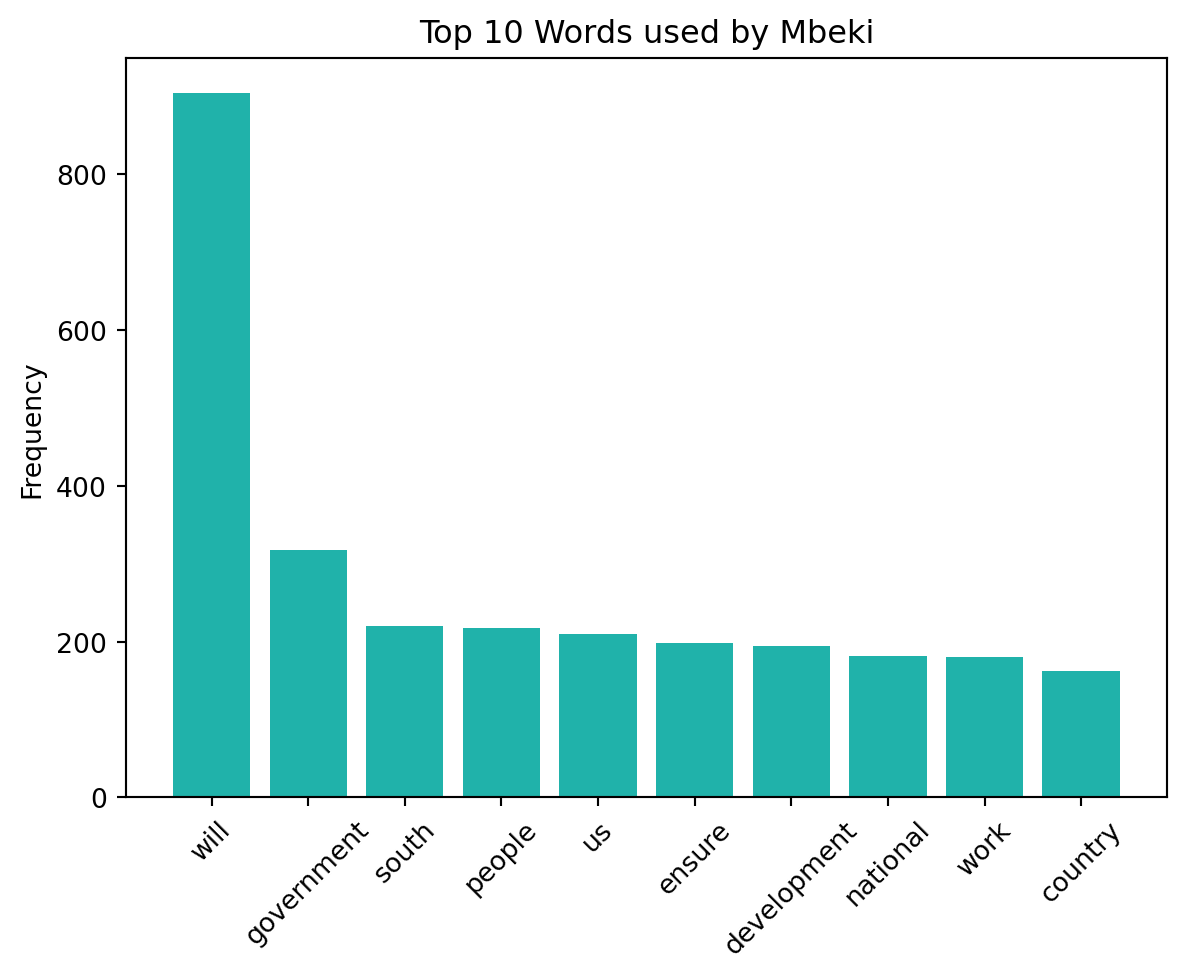 Top 10 Words used by Mbeki
Frequency
800
600
400
200
0
will
government
south
people
us
ensure
development
national
work
country